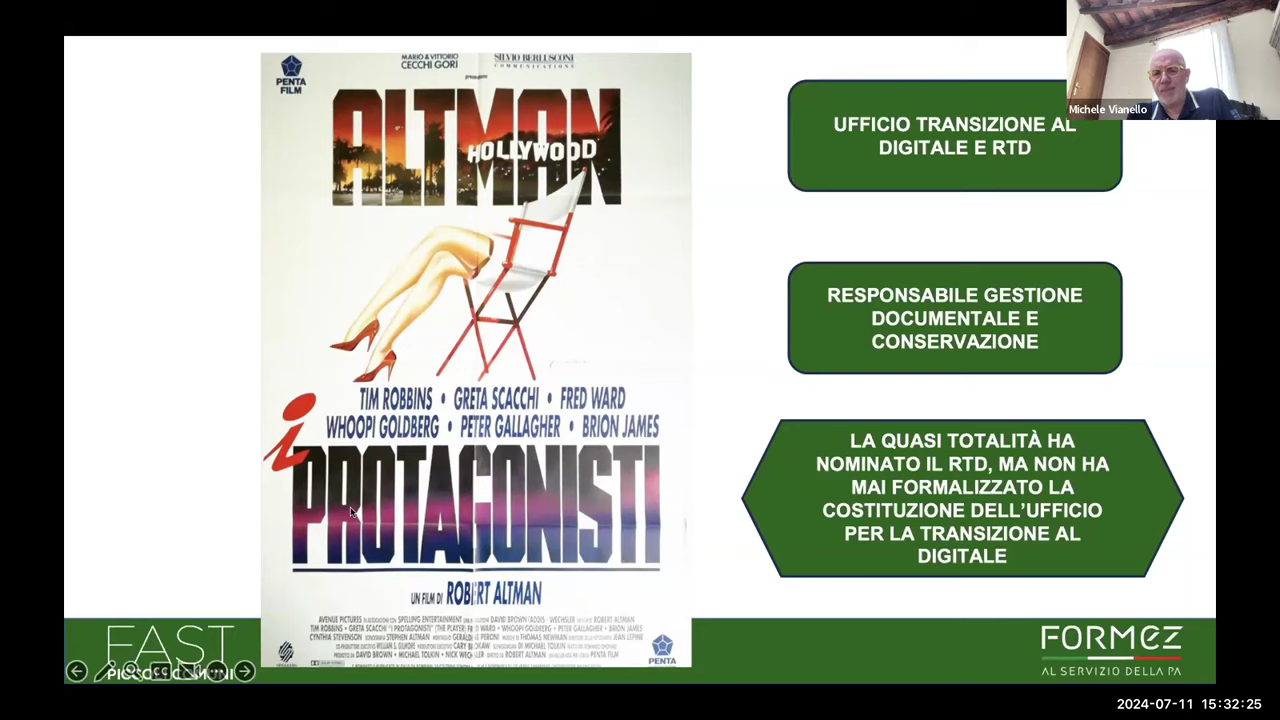 PENTA
FILM
MARIO & VITTORIO
CECCHI GORI
SILVIO BERLUSCONI
COMMUNICATIONS
ALTMAN
HOLLYWOOD
TIM ROBBINS • GRETA SCACCHI • FRED WARD
WHOOPI GOLDBERG • PETER GALLAGHER • BRION JAMES
i
PROTAGONISTI
UN FILM DI ROBERT ALTMAN
PENTA
UFFICIO TRANSIZIONE AL
DIGITALE E RTD
RESPONSABILE GESTIONE
DOCUMENTALE E
CONSERVAZIONE
LA QUASI TOTALITÀ HA
NOMINATO IL RTD, MA NON HA
MAI FORMALIZZATO LA
COSTITUZIONE DELL'UFFICIO
PER LA TRANSIZIONE AL
DIGITALE
Michele Vianello
FAST
PICCOLI COMUNI
FORMEZ
AL SERVIZIO DELLA PA
2024-07-11 15:32:25